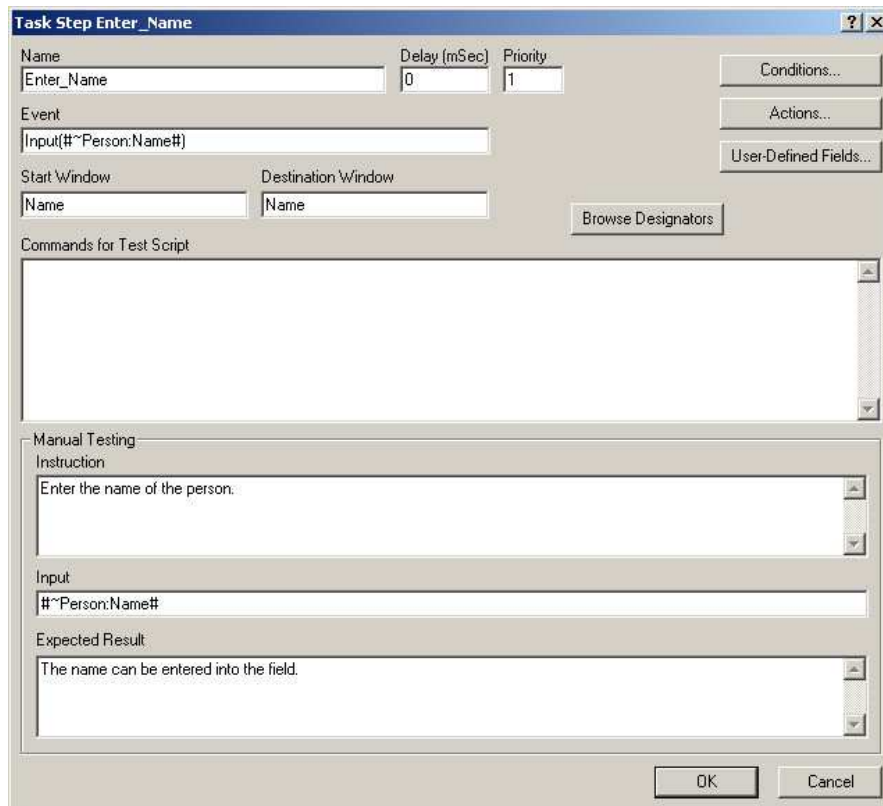 Task Step Enter_Name
Name Delay (mSec) Priority
Enter_Name 0 1
Conditions...
Event
Actions...
Input(#~Person:Name#)
User-Defined Fields...
Start Window Destination Window
Name Name
Browse Designators
Commands for Test Script
Manual Testing
Instruction
Enter the name of the person.
Input
#~Person:Name#
Expected Result
The name can be entered into the field.
OK Cancel